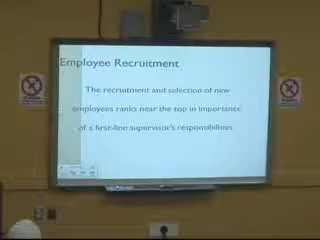 Employee Recruitment
The recruitment and selection of new
employees ranks near the top in importance
of a first-line supervisor's responsibilities.